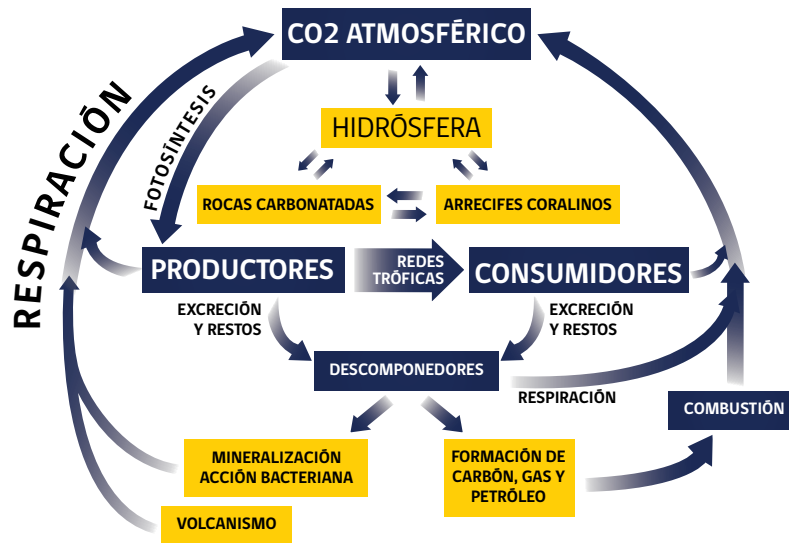 CO2 ATMOSFÉRICO
RESPIRACIÓN
FOTOSÍNTESIS
HIDRÓSFERA
ROCAS CARBONATADAS
ARRECIFES CORALINOS
PRODUCTORES
REDES
TRÓFICAS
CONSUMIDORES
EXCRECIÓN
Y RESTOS
EXCRECIÓN
Y RESTOS
DESCOMPONEDORES
RESPIRACIÓN
COMBUSTIÓN
MINERALIZACIÓN
ACCIÓN BACTERIANA
FORMACIÓN DE
CARBÓN, GAS Y
PETRÓLEO
VOLCANISMO